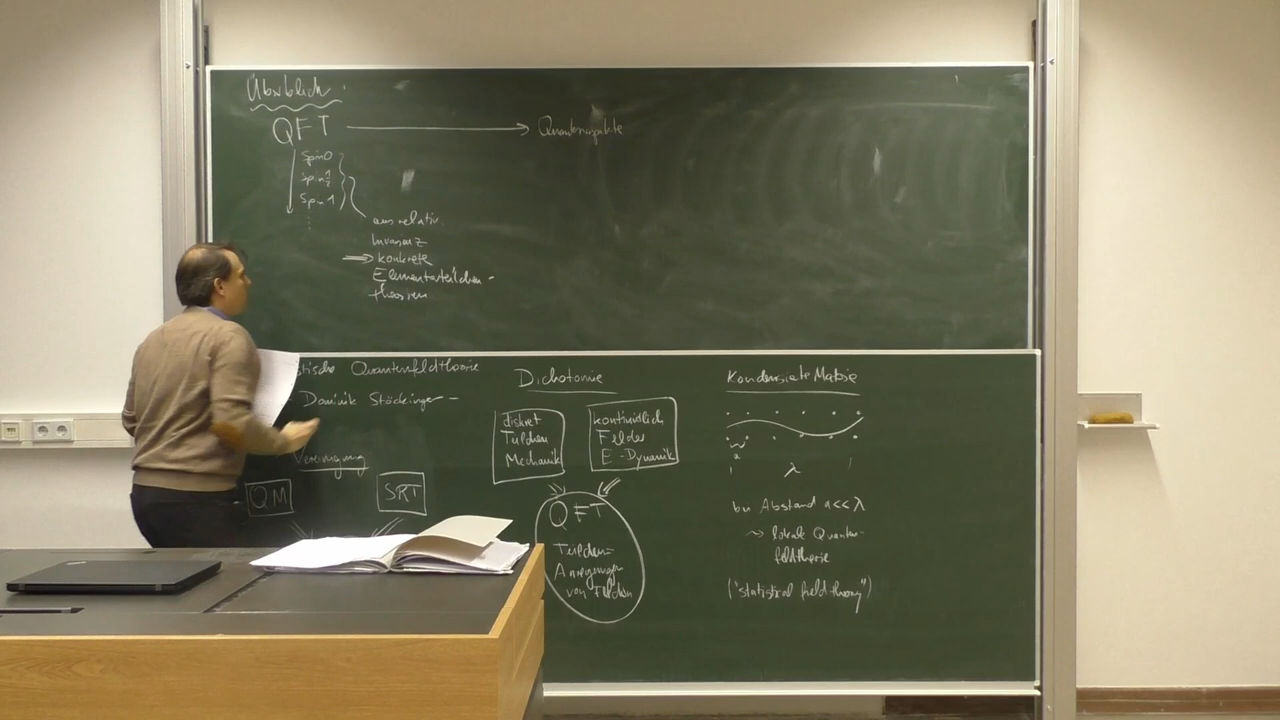 Überblick:
QFT → Quantenaspekte
Spin 0
Spin ½
Spin 1
⋮
aus relativ.
Invarianz
⇒ konkrete
Elementarteilchen-
theorien
stische Quantenfeldtheorie
Dominik Stöckinger –
Vereinigung
QM
SRT
Dichotomie
diskret
Teilchen
Mechanik
kontinuierlich
Felder
E-Dynamik
QFT
Teilchen=
Anregungen
von Feldern
Kondensierte Materie
a
λ
bei Abstand a<<λ
→ lokale Quanten-
feldtheorie
("statistical field theory")